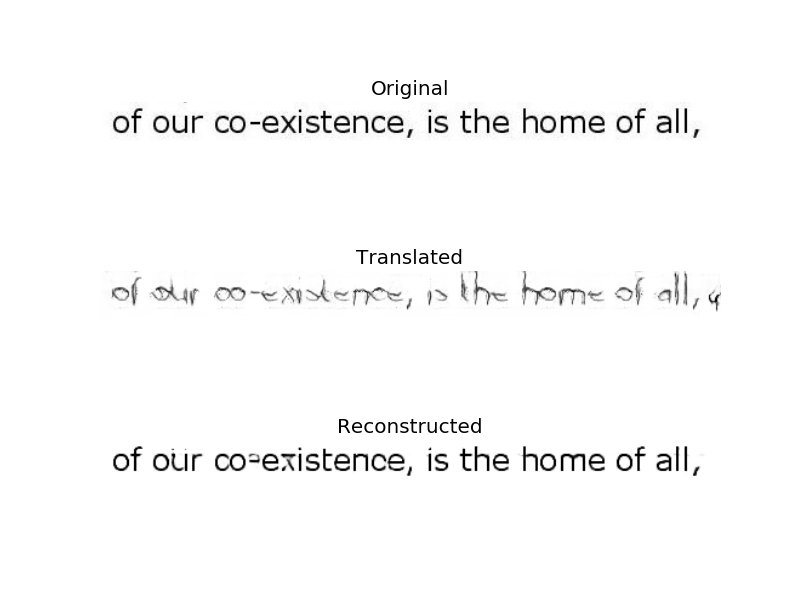 Original
of our co-existence, is the home of all,
Translated
of our co-existence, is the home of all,
Reconstructed
of our co-existence, is the home of all,